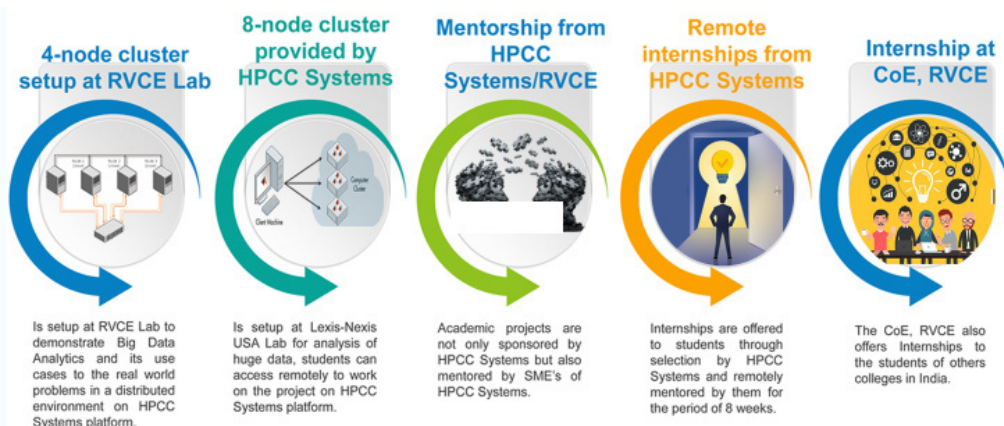 4-node cluster
setup at RVCE Lab
8-node cluster
provided by
HPCC Systems
Mentorship from
HPCC
Systems/RVCE
Remote
internships from
HPCC Systems
Internship at
CoE, RVCE
Client Machine
Computer
Cluster
Is setup at RVCE Lab to
demonstrate Big Data
Analytics and its use
cases to the real world
problems in a distributed
environment on HPCC
Systems platform.
Is setup at Lexis-Nexis
USA Lab for analysis of
huge data, students can
access remotely to work
on the project on HPCC
Systems platform.
Academic projects are
not only sponsored by
HPCC Systems but also
mentored by SME's of
HPCC Systems.
Internships are offered
to students through
selection by HPCC
Systems and remotely
mentored by them for
the period of 8 weeks.
The CoE, RVCE also
offers Internships to
the students of others
colleges in India.